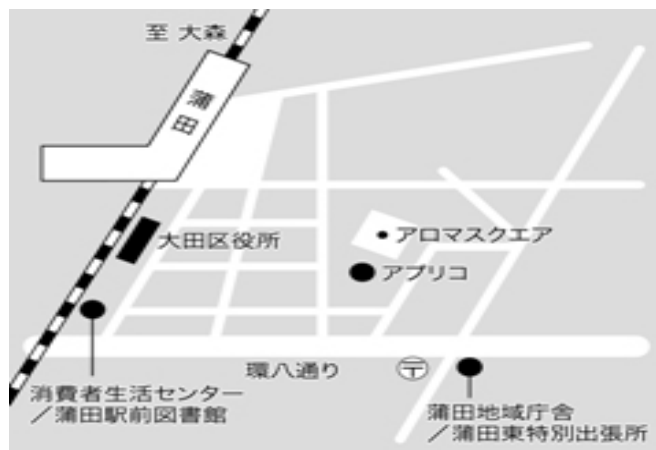 至 大森
蒲田
大田区役所
アロマスクエア
アプリコ
環八通り
〒
消費者生活センター
／蒲田駅前図書館
蒲田地域庁舎
／蒲田東特別出張所